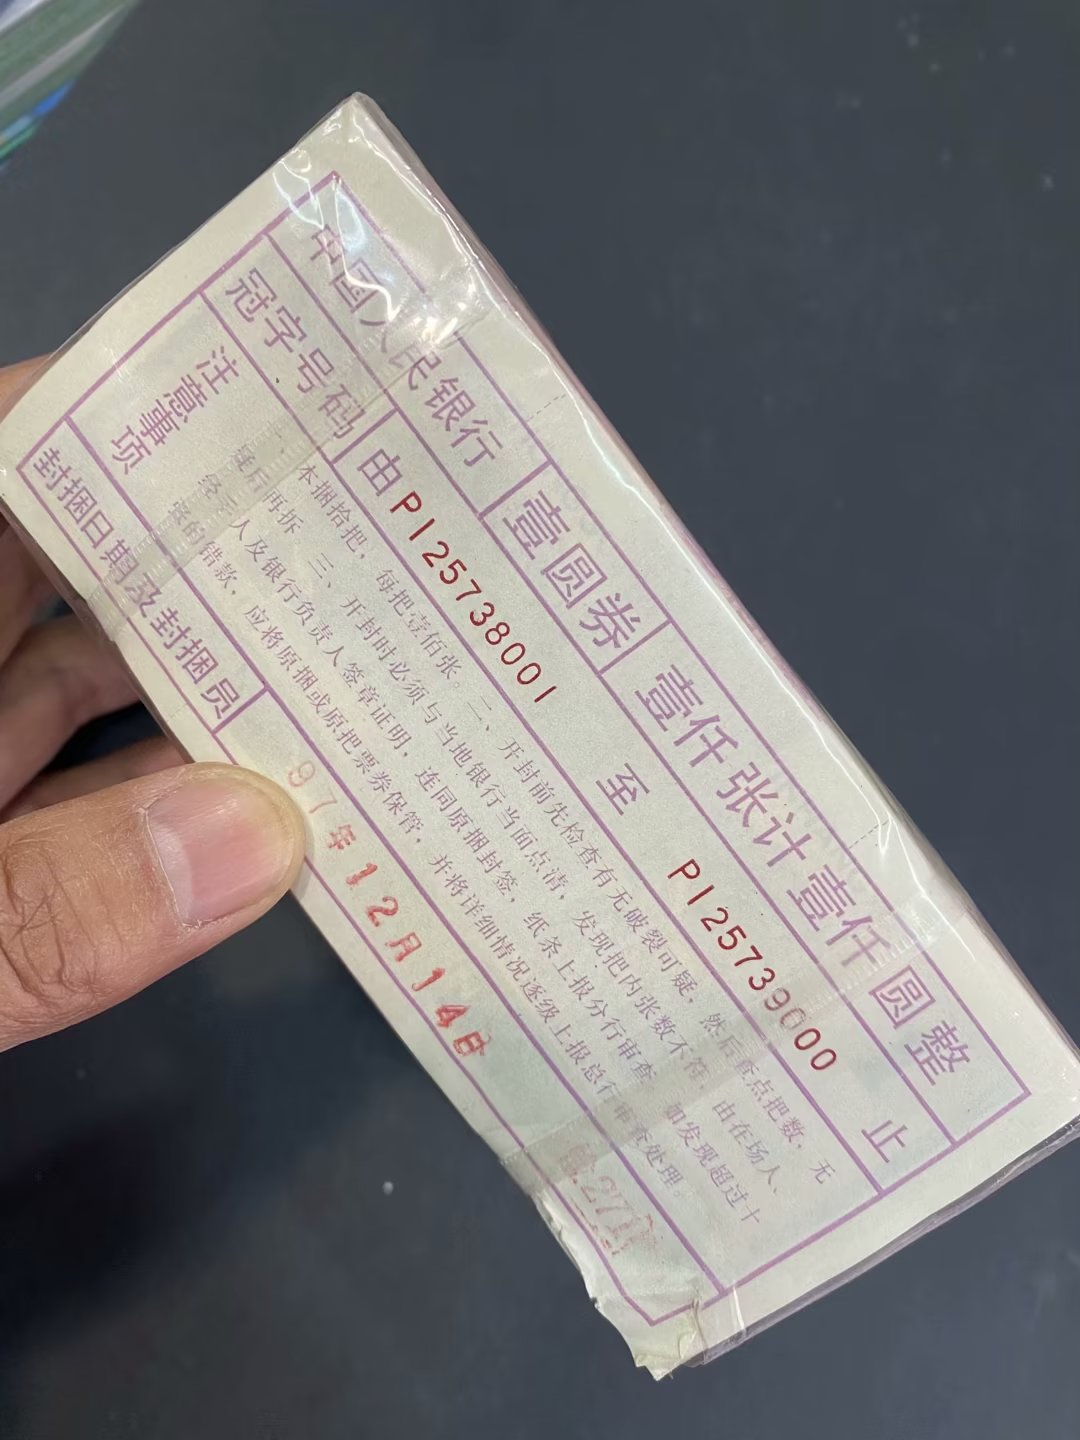 中国人民银行 壹圆券 壹仟张计壹仟圆整
冠字号码 由 PI25738001 至 PI25739000 止
注意事项
一、本捆拾把，每把壹佰张。二、开封前先检查有无破裂可疑，然后查点把数，无
疑后再拆。三、开封时必须与当地银行当面点清，发现把内张数不符，由在场人、
经手人及银行负责人签章证明，连同原捆封签，纸条上报分行审查，如发现超过十
张的错款，应将原捆或原把票券保管，并将详细情况逐级上报总行审查处理。
封捆日期及封捆员 97年12月14日